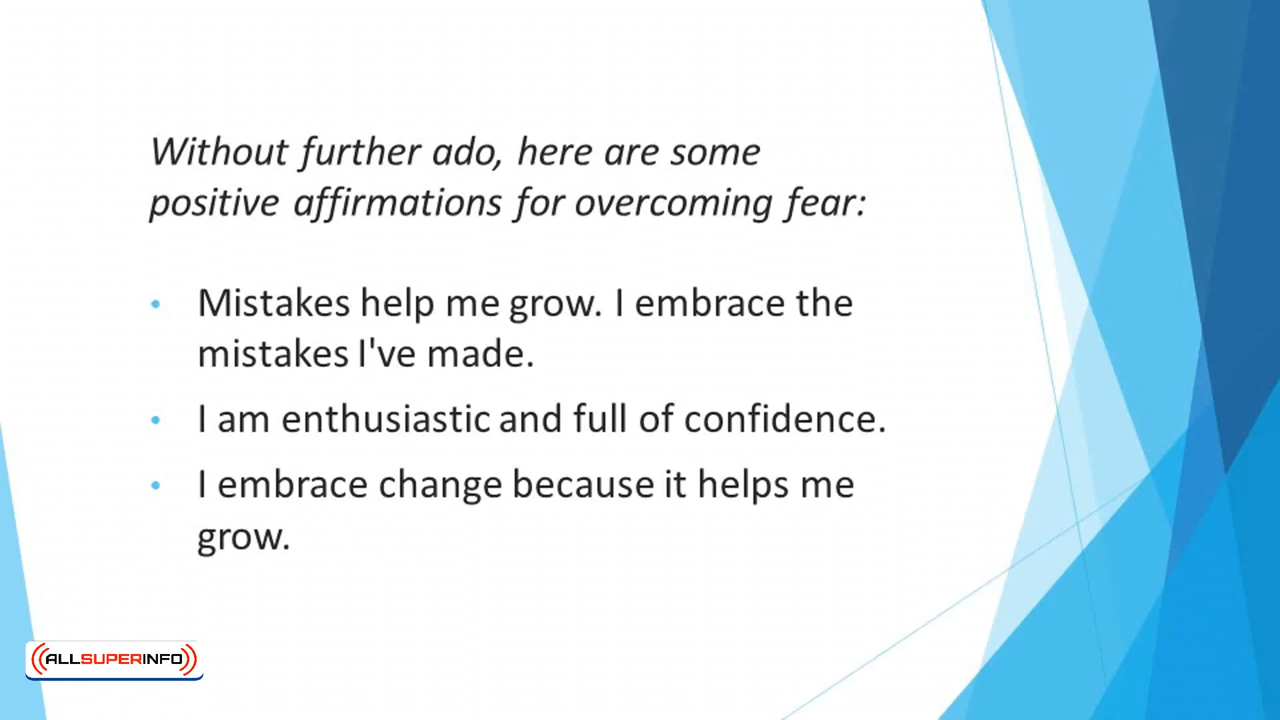 Without further ado, here are some
positive affirmations for overcoming fear:
• Mistakes help me grow. I embrace the
mistakes I've made.
• I am enthusiastic and full of confidence.
• I embrace change because it helps me
grow.
ALLSUPERINFO